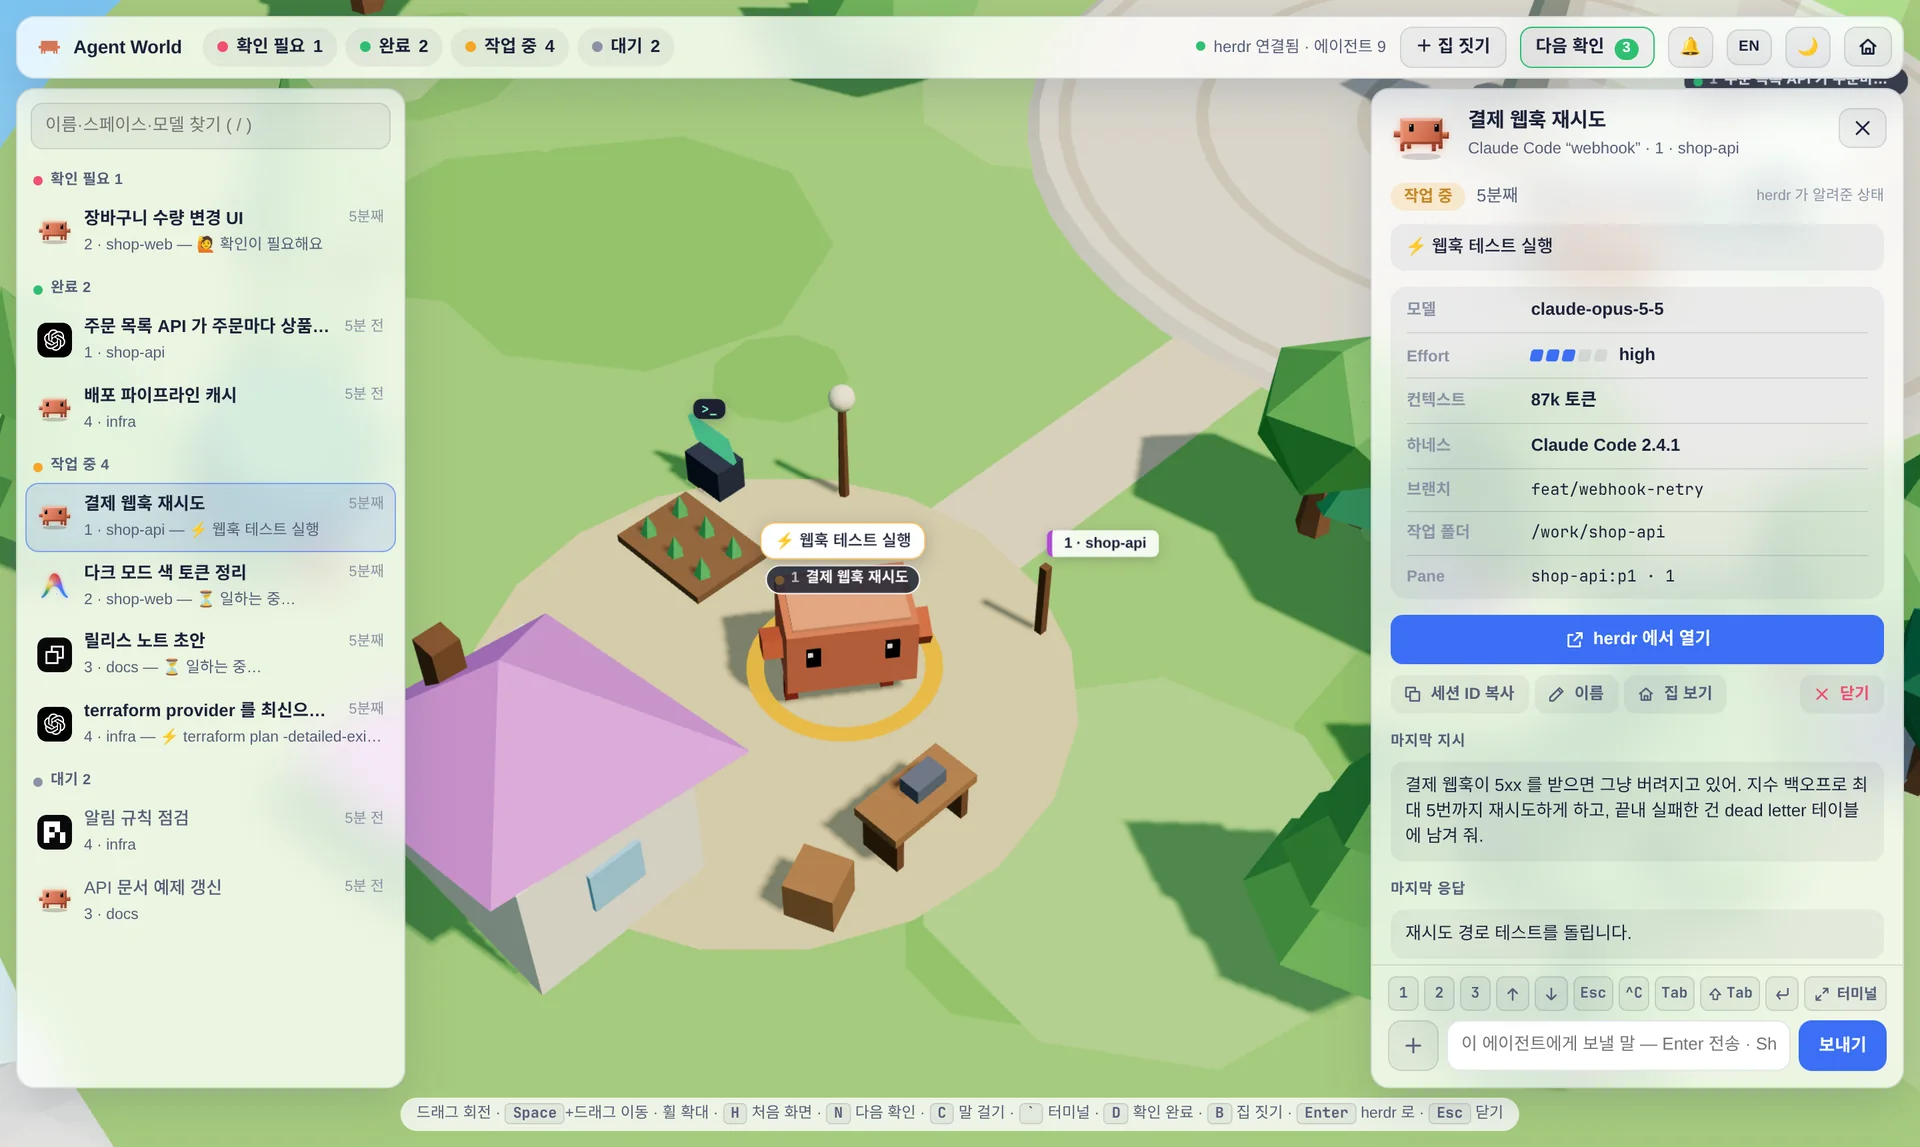 Agent World
확인 필요 1
완료 2
작업 중 4
대기 2
herdr 연결됨 · 에이전트 9
+ 집 짓기
다음 확인 3
EN
이름·스페이스·모델 찾기 ( / )
확인 필요 1
장바구니 수량 변경 UI
5분째
2 · shop-web — 🙋 확인이 필요해요
완료 2
주문 목록 API 가 주문마다 상품…
5분 전
1 · shop-api
배포 파이프라인 캐시
5분 전
4 · infra
작업 중 4
결제 웹훅 재시도
5분째
1 · shop-api — ⚡ 웹훅 테스트 실행
다크 모드 색 토큰 정리
5분째
2 · shop-web — ⏳ 일하는 중…
릴리스 노트 초안
5분째
3 · docs — ⏳ 일하는 중…
terraform provider 를 최신으…
5분째
4 · infra — ⚡ terraform plan -detailed-exi…
대기 2
알림 규칙 점검
5분 전
4 · infra
API 문서 예제 갱신
5분 전
3 · docs
>_
⚡ 웹훅 테스트 실행
1 결제 웹훅 재시도
1 · shop-api
결제 웹훅 재시도
Claude Code “webhook” · 1 · shop-api
작업 중
5분째
herdr 가 알려준 상태
⚡ 웹훅 테스트 실행
모델
claude-opus-5-5
Effort
high
컨텍스트
87k 토큰
하네스
Claude Code 2.4.1
브랜치
feat/webhook-retry
작업 폴더
/work/shop-api
Pane
shop-api:p1 · 1
herdr 에서 열기
세션 ID 복사
이름
집 보기
닫기
마지막 지시
결제 웹훅이 5xx 를 받으면 그냥 버려지고 있어. 지수 백오프로 최
대 5번까지 재시도하게 하고, 끝내 실패한 건 dead letter 테이블
에 남겨 줘.
마지막 응답
재시도 경로 테스트를 돌립니다.
1 2 3 ↑ ↓ Esc ^C Tab ⇧ Tab ↵ 터미널
+
이 에이전트에게 보낼 말 — Enter 전송 · Sh
보내기
드래그 회전 · Space +드래그 이동 · 휠 확대 · H 처음 화면 · N 다음 확인 · C 말 걸기 · ` 터미널 · D 확인 완료 · B 집 짓기 · Enter herdr 로 · Esc 닫기